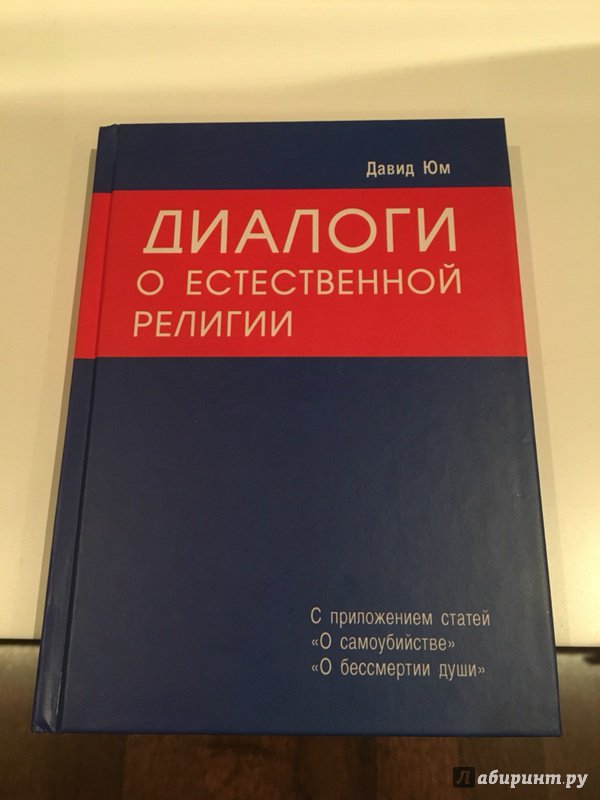 Давид Юм
ДИАЛОГИ
О ЕСТЕСТВЕННОЙ
РЕЛИГИИ
С приложением статей
«О самоубийстве»
«О бессмертии души»
Лабиринт.ру